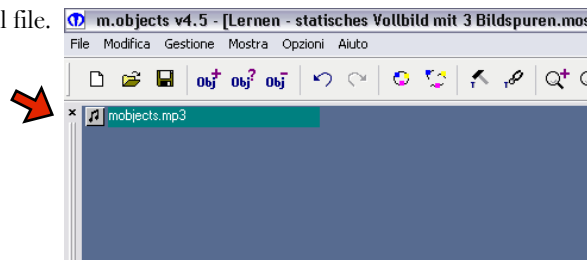 l file.
m.objects v4.5 - [Lernen - statisches Vollbild mit 3 Bildspuren.mos
File Modifica Gestione Mostra Opzioni Aiuto
Obj+ Obj? Obj-
mobjects.mp3